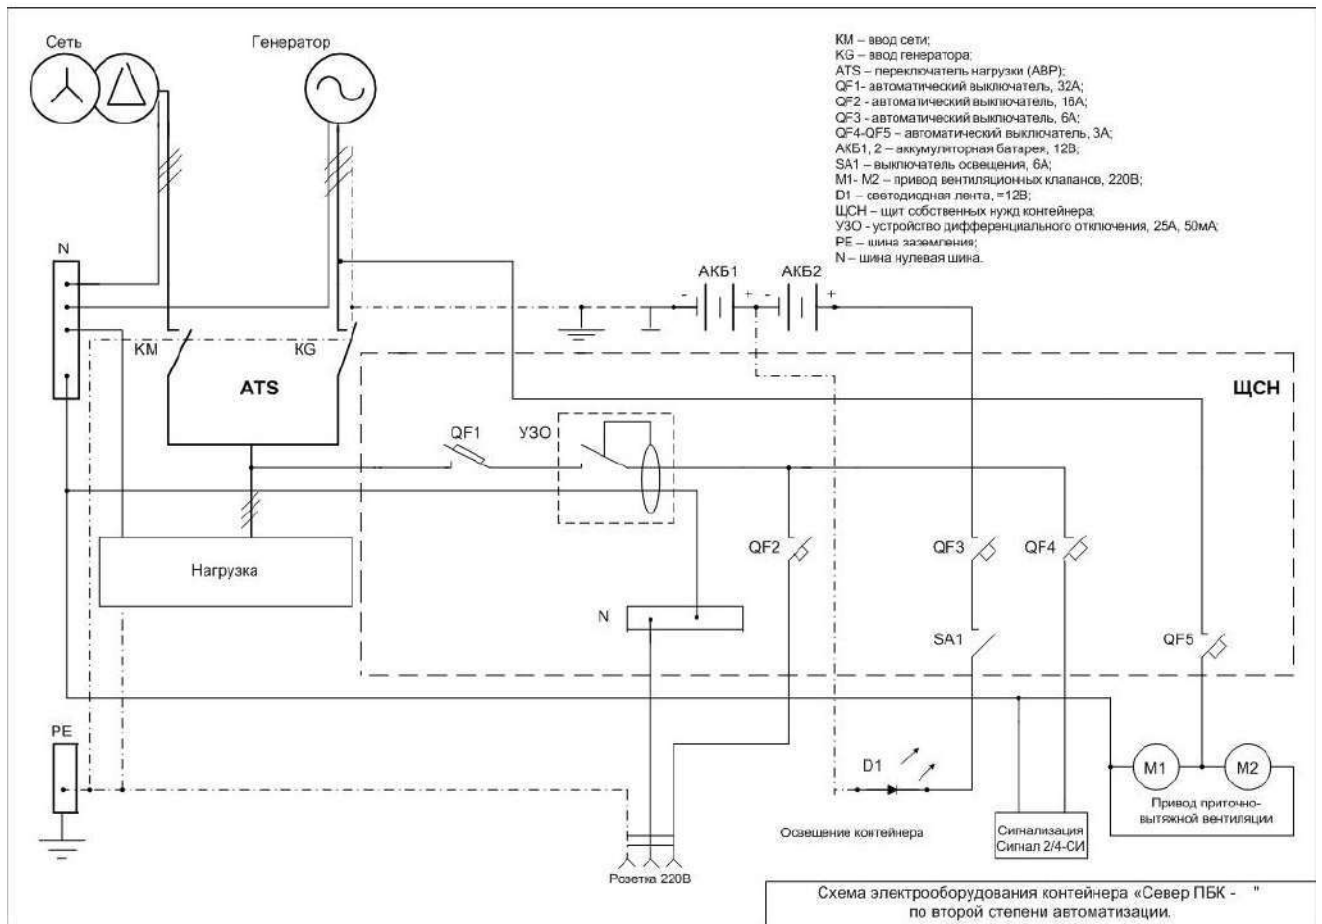 Сеть
Генератор
KM – ввод сети;
KG – ввод генератора;
ATS – переключатель нагрузки (АВР);
QF1- автоматический выключатель, 32А;
QF2 - автоматический выключатель, 16А;
QF3 - автоматический выключатель, 6А;
QF4-QF5 – автоматический выключатель, 3А;
АКБ1, 2 – аккумуляторная батарея, 12В;
SA1 – выключатель освещения, 6А;
M1- M2 – привод вентиляционных клапанов, 220В;
D1 – светодиодная лента, =12В;
ЩСН – щит собственных нужд контейнера;
УЗО - устройство дифференциального отключения, 25А, 50мА;
PE – шина заземления;
N – шина нулевая шина.
N
АКБ1
АКБ2
- + - +
KM
KG
ATS
ЩСН
QF1
УЗО
QF2
QF3
QF4
Нагрузка
N
SA1
QF5
PE
D1
M1
M2
Привод приточно-
вытяжной вентиляции
Освещение контейнера
Сигнализация
Сигнал 2/4-СИ
Розетка 220В
Схема электрооборудования контейнера «Север ПБК - "
по второй степени автоматизации.